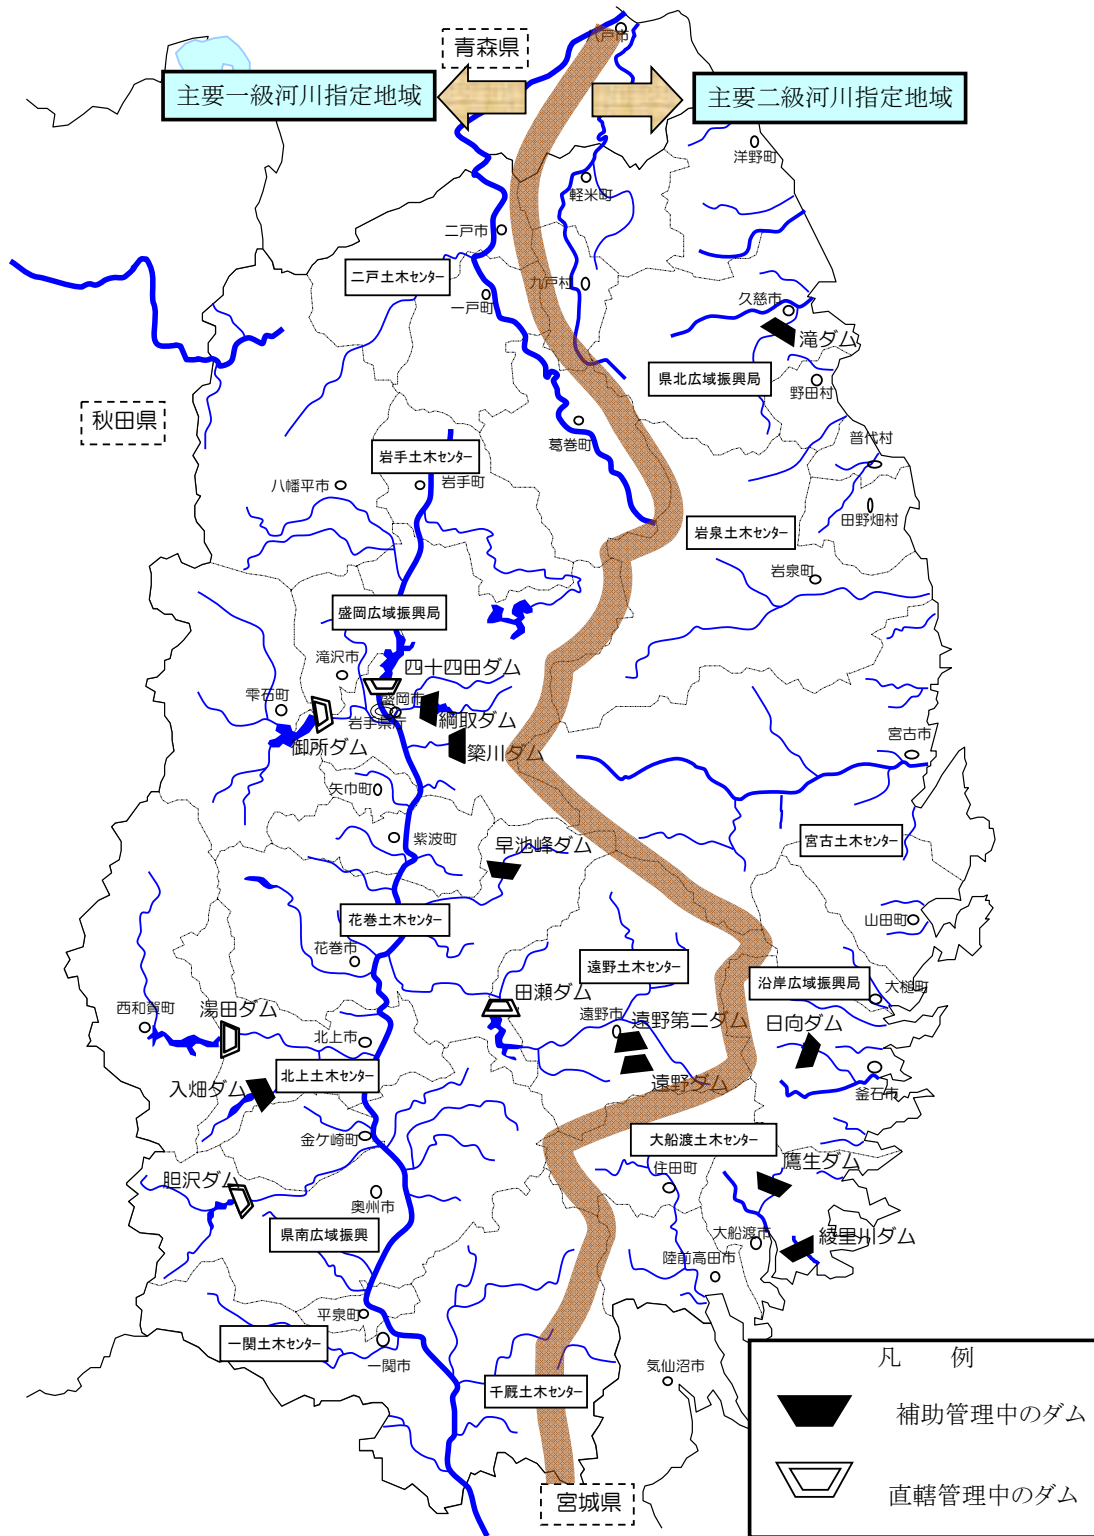 青森県
八戸市
主要一級河川指定地域
主要二級河川指定地域
洋野町
軽米町
二戸市
二戸土木センター
九戸村
一戸町
久慈市
滝ダム
県北広域振興局
野田村
秋田県
葛巻町
普代村
岩手土木センター
八幡平市
岩手町
田野畑村
岩泉土木センター
岩泉町
盛岡広域振興局
滝沢市
四十四田ダム
雫石町
盛岡市
岩手県庁
綱取ダム
御所ダム
簗川ダム
宮古市
矢巾町
紫波町
早池峰ダム
宮古土木センター
花巻土木センター
山田町
花巻市
遠野土木センター
沿岸広域振興局
大槌町
田瀬ダム
西和賀町
湯田ダム
遠野市
遠野第二ダム
日向ダム
北上市
北上土木センター
入畑ダム
遠野ダム
釜石市
金ケ崎町
大船渡土木センター
住田町
鷹生ダム
胆沢ダム
奥州市
県南広域振興
大船渡市
綾里川ダム
陸前高田市
平泉町
一関土木センター
一関市
気仙沼市
千厩土木センター
宮城県
凡 例
補助管理中のダム
直轄管理中のダム